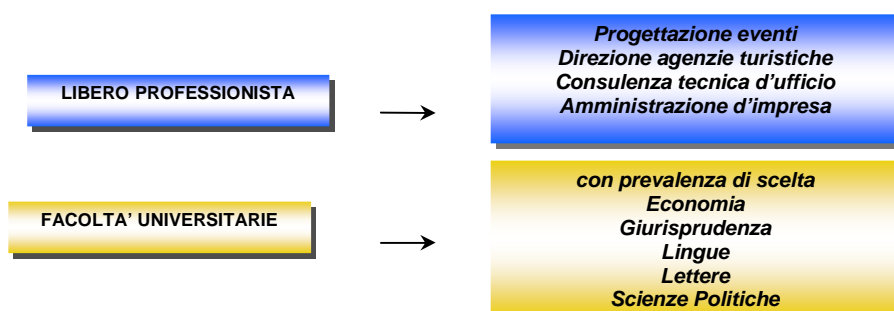 LIBERO PROFESSIONISTA
Progettazione eventi
Direzione agenzie turistiche
Consulenza tecnica d’ufficio
Amministrazione d’impresa
FACOLTA’ UNIVERSITARIE
con prevalenza di scelta
Economia
Giurisprudenza
Lingue
Lettere
Scienze Politiche